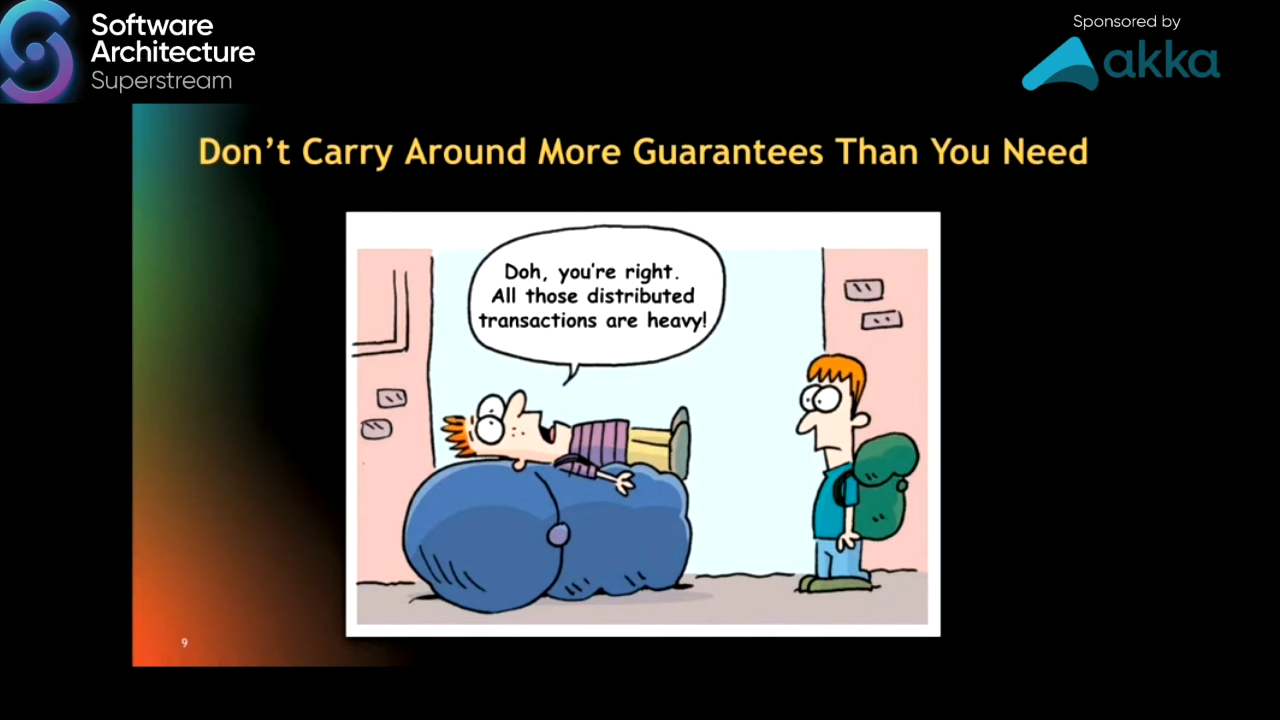 Software
Architecture
Superstream
Sponsored by
akka
Don't Carry Around More Guarantees Than You Need
Doh, you're right.
All those distributed
transactions are heavy!
9